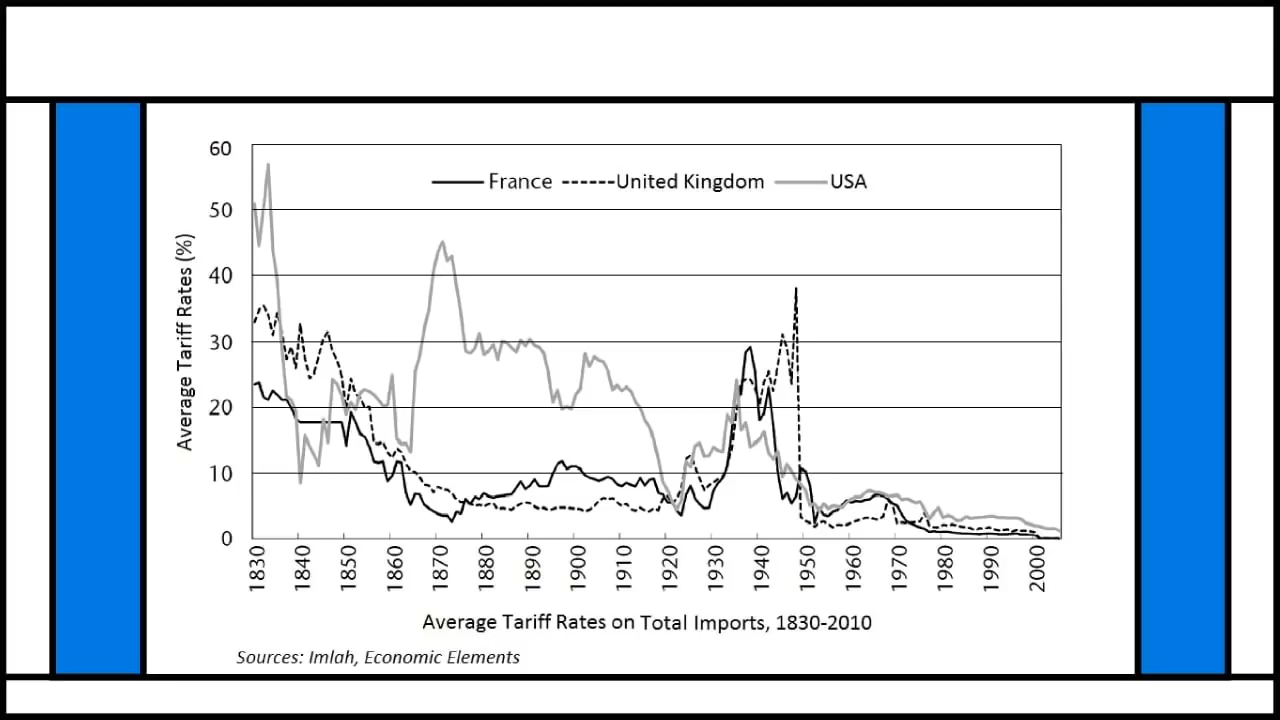 60
France United Kingdom USA
50
40
30
20
10
0
Average Tariff Rates (%)
1830 1840 1850 1860 1870 1880 1890 1900 1910 1920 1930 1940 1950 1960 1970 1980 1990 2000
Average Tariff Rates on Total Imports, 1830-2010
Sources: Imlah, Economic Elements